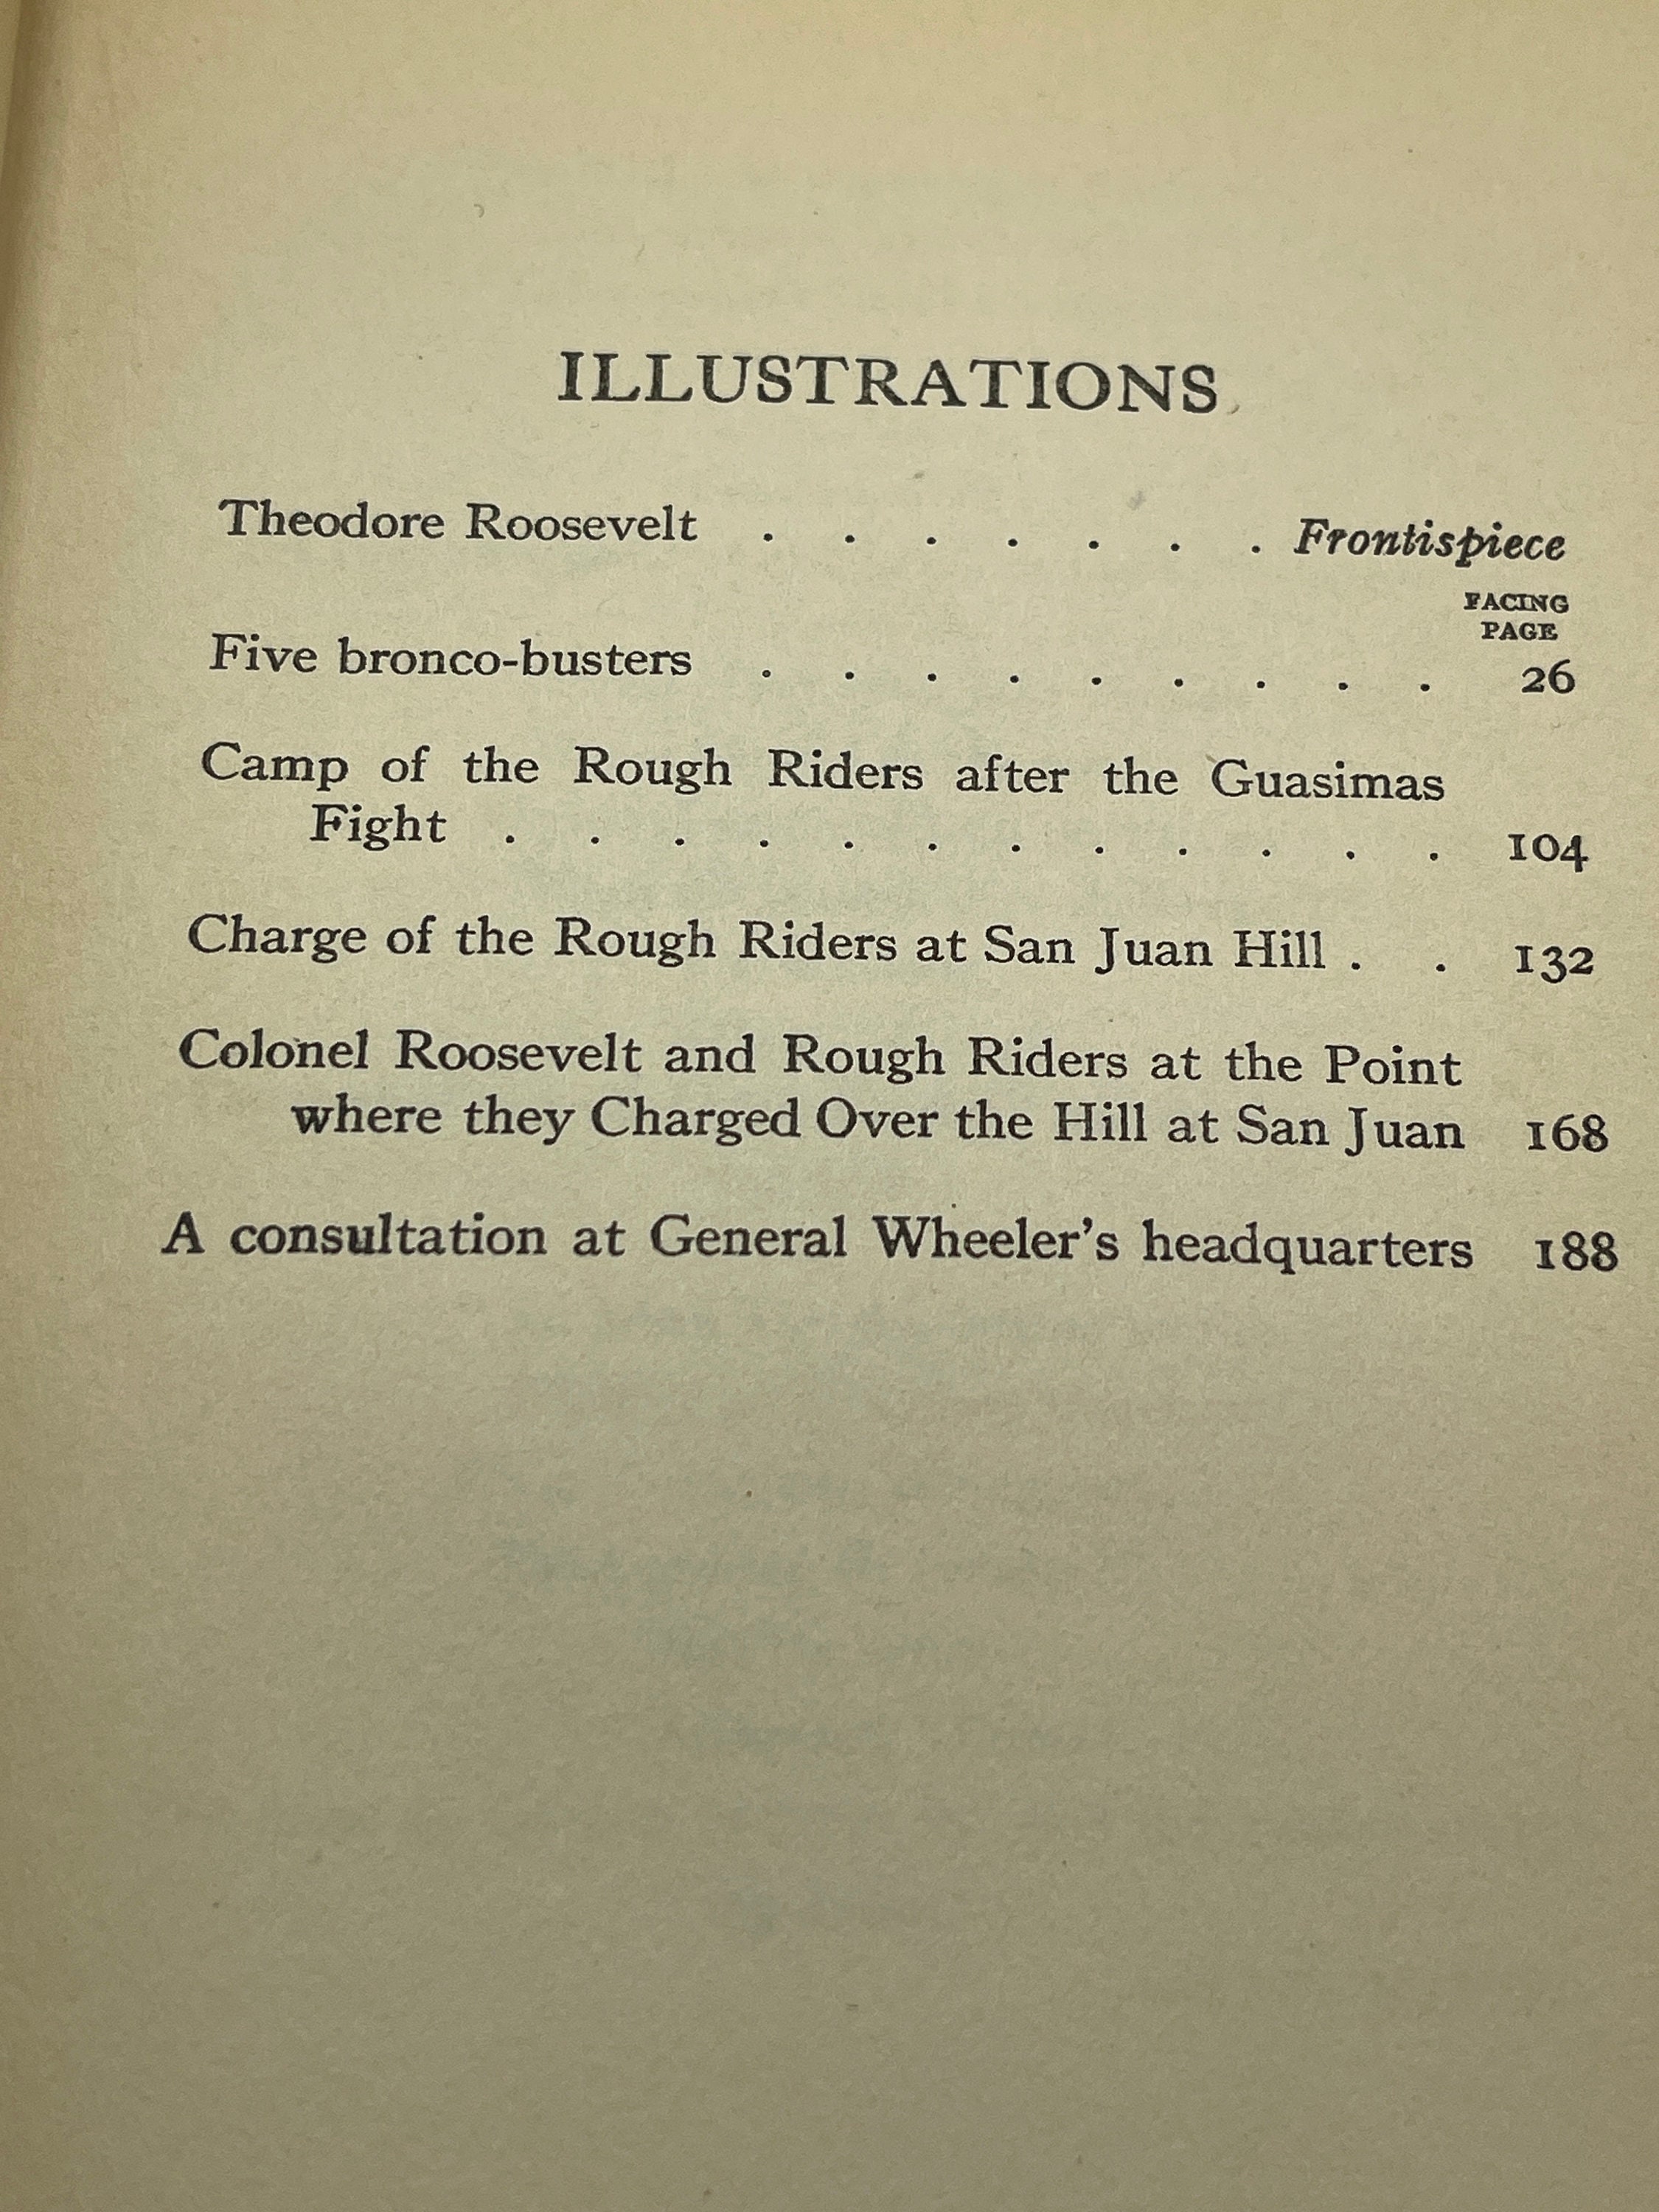 ILLUSTRATIONS
Theodore Roosevelt . . . . . . . Frontispiece
FACING
PAGE
Five bronco-busters . . . . . . . . . 26
Camp of the Rough Riders after the Guasimas
Fight . . . . . . . . . . . . 104
Charge of the Rough Riders at San Juan Hill . . 132
Colonel Roosevelt and Rough Riders at the Point
where they Charged Over the Hill at San Juan 168
A consultation at General Wheeler's headquarters 188